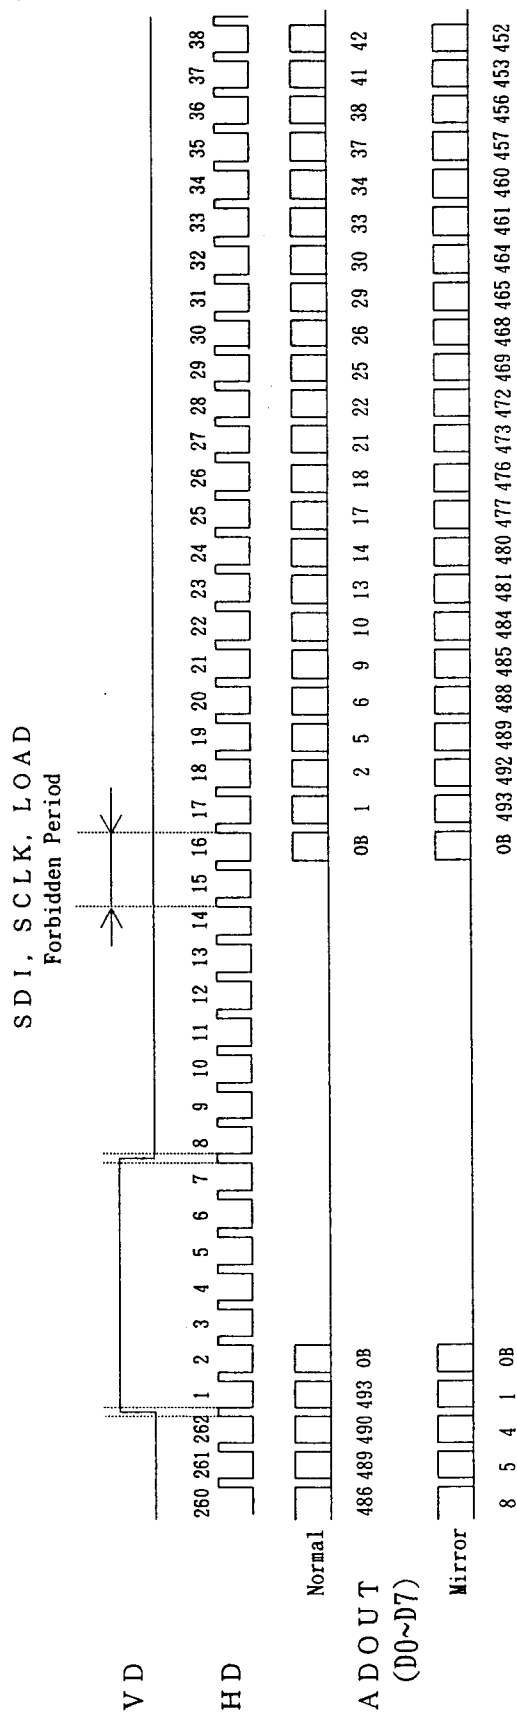 SDI, SCLK, LOAD
Forbidden Period
VD
HD
260 261 262 1 2 3 4 5 6 7 8 9 10 11 12 13 14 15 16 17 18 19 20 21 22 23 24 25 26 27 28 29 30 31 32 33 34 35 36 37 38
Normal
486 489 490 493 OB OB 1 2 5 6 9 10 13 14 17 18 21 22 25 26 29 30 33 34 37 38 41 42
ADOUT
(D0~D7)
Mirror
8 5 4 1 OB OB 493 492 489 488 485 484 481 480 477 476 473 472 469 468 465 464 461 460 457 456 453 452